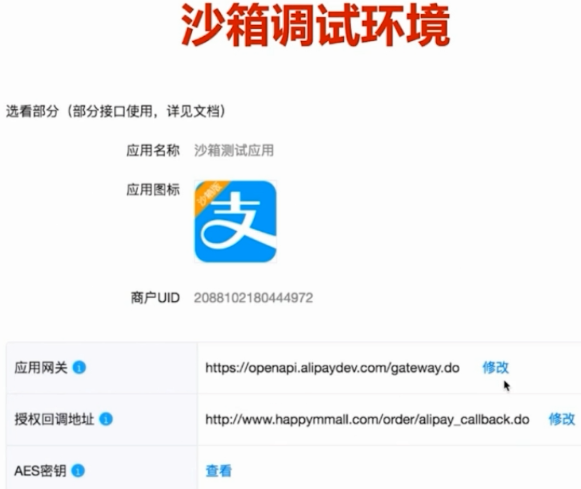 沙箱调试环境
选看部分（部分接口使用，详见文档）
应用名称 沙箱测试应用
应用图标
沙箱版
支
商户UID 2088102180444972
应用网关 https://openapi.alipaydev.com/gateway.do 修改
授权回调地址 http://www.happymmall.com/order/alipay_callback.do 修改
AES密钥 查看